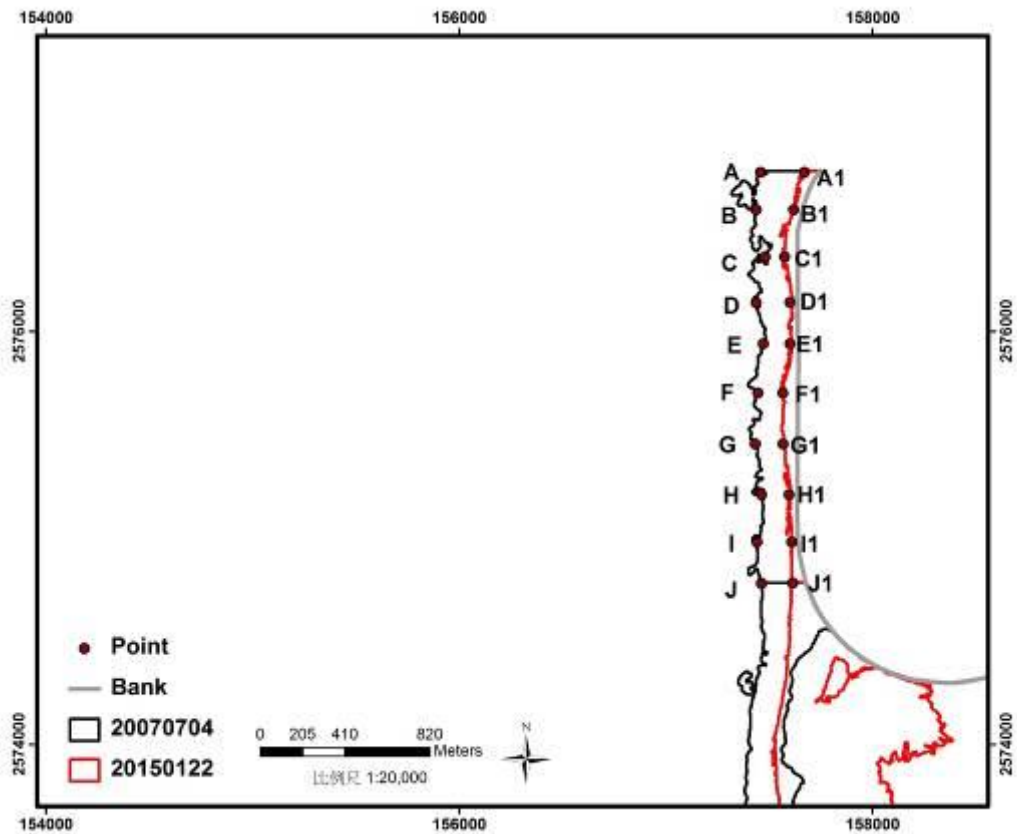 154000 156000 158000
A A1
B B1
C C1
D D1
2576000 2576000
E E1
F F1
G G1
H H1
I I1
J J1
Point
Bank
20070704
20150122
0 205 410 820
Meters
比例尺 1:20,000
N
2574000 2574000
154000 156000 158000